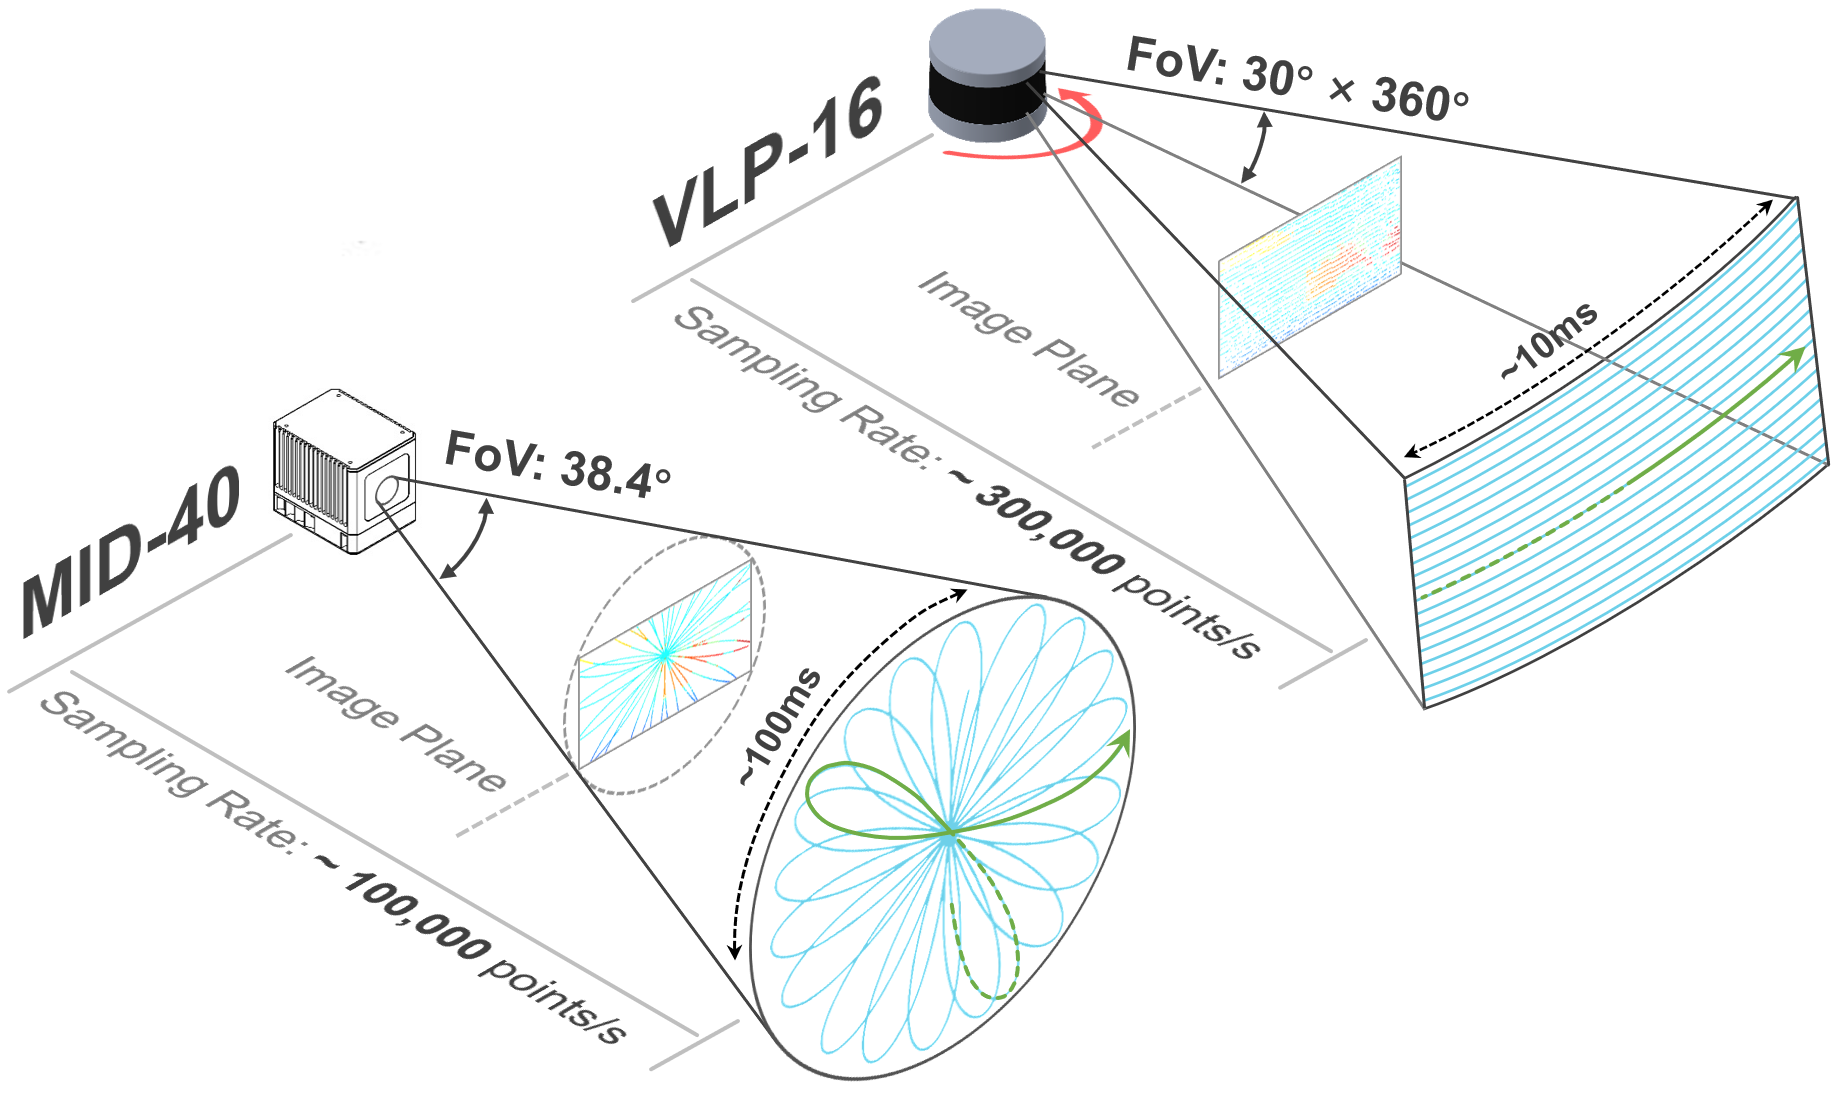 VLP-16
FoV: 30° × 360°
~10ms
Image Plane
Sampling Rate: ~ 300,000 points/s
MID-40
FoV: 38.4°
~100ms
Image Plane
Sampling Rate: ~ 100,000 points/s